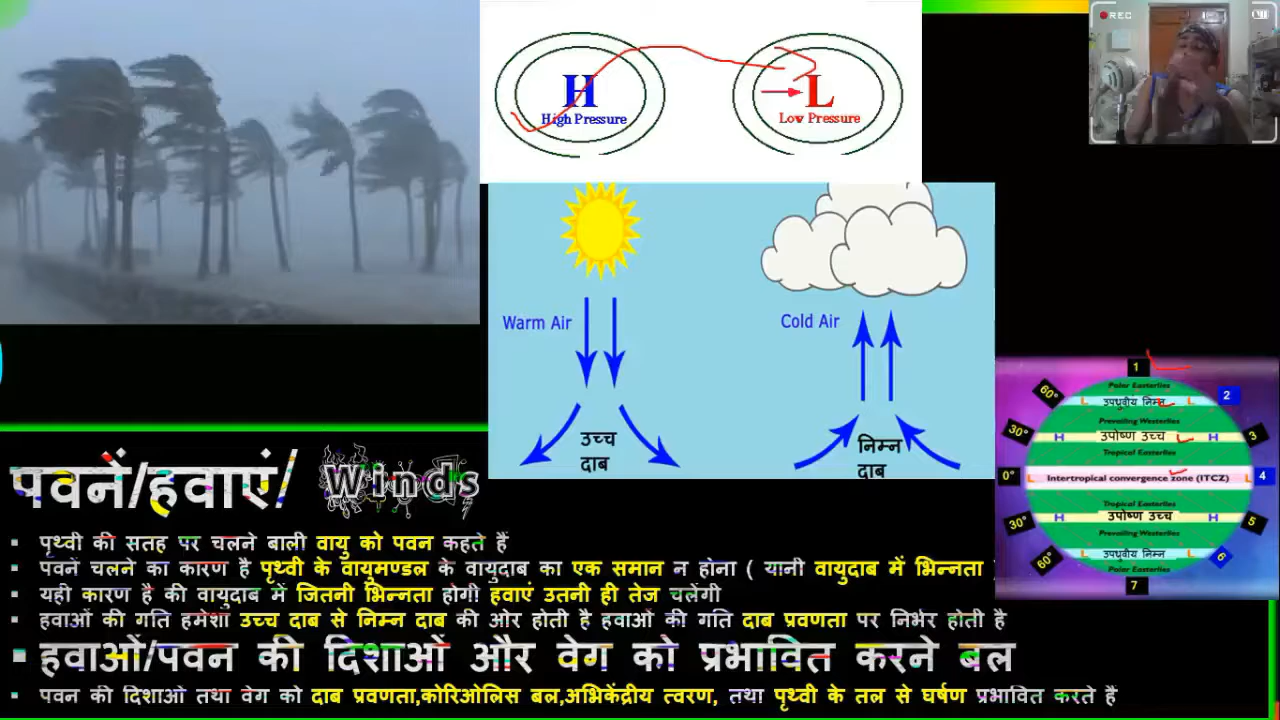 REC
H
High Pressure
L
Low Pressure
Warm Air
Cold Air
उच्च
दाब
निम्न
दाब
1
Polar Easterlies
60°
L उपध्रुवीय निम्न L
2
Prevailing Westerlies
30°
H उपोष्ण उच्च H
3
Tropical Easterlies
0°
L Intertropical convergence zone (ITCZ) L
4
Tropical Easterlies
30°
H उपोष्ण उच्च H
5
Prevailing Westerlies
60°
L उपध्रुवीय निम्न L
6
Polar Easterlies
7
पवनें/हवाएं/ Winds
▪ पृथ्वी की सतह पर चलने बाली वायु को पवन कहते हैं
▪ पवनें चलने का कारण है पृथ्वी के वायुमण्डल के वायुदाब का एक समान न होना ( यानी वायुदाब में भिन्नता )
▪ यही कारण है की वायुदाब में जितनी भिन्नता होगी हवाएं उतनी ही तेज चलेंगी
▪ हवाओं की गति हमेशा उच्च दाब से निम्न दाब की ओर होती है हवाओं की गति दाब प्रवणता पर निर्भर होती है
▪ हवाओं/पवन की दिशाओं और वेग को प्रभावित करने बल
▪ पवन की दिशाओं तथा वेग को दाब प्रवणता,कोरिओलिस बल,अभिकेंद्रीय त्वरण, तथा पृथ्वी के तल से घर्षण प्रभावित करते है